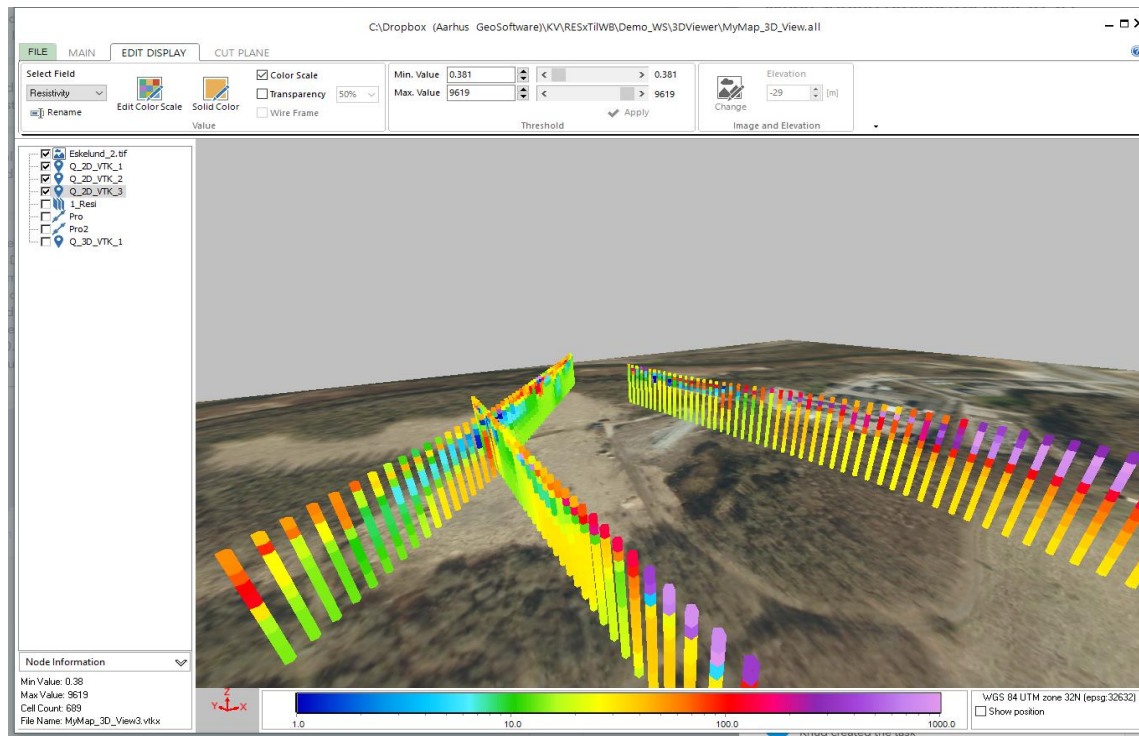 C:\Dropbox (Aarhus GeoSoftware)\KV\RESxTilWB\Demo_WS\3DViewer\MyMap_3D_View.all
FILE MAIN EDIT DISPLAY CUT PLANE
Select Field
Resistivity
Rename
Edit Color Scale
Solid Color
Color Scale
Transparency 50%
Wire Frame
Value
Min. Value 0.381 < > 0.381
Max. Value 9619 < > 9619
Apply
Threshold
Change
Elevation
-29 [m]
Image and Elevation
Eskelund_2.tif
Q_2D_VTK_1
Q_2D_VTK_2
Q_2D_VTK_3
1_Resi
Pro
Pro2
Q_3D_VTK_1
Node Information
Min Value: 0.38
Max Value: 9619
Cell Count: 689
File Name: MyMap_3D_View3.vtkx
Z
Y X
1.0 10.0 100.0 1000.0
WGS 84 UTM zone 32N (epsg:32632)
Show position
Knud created the task